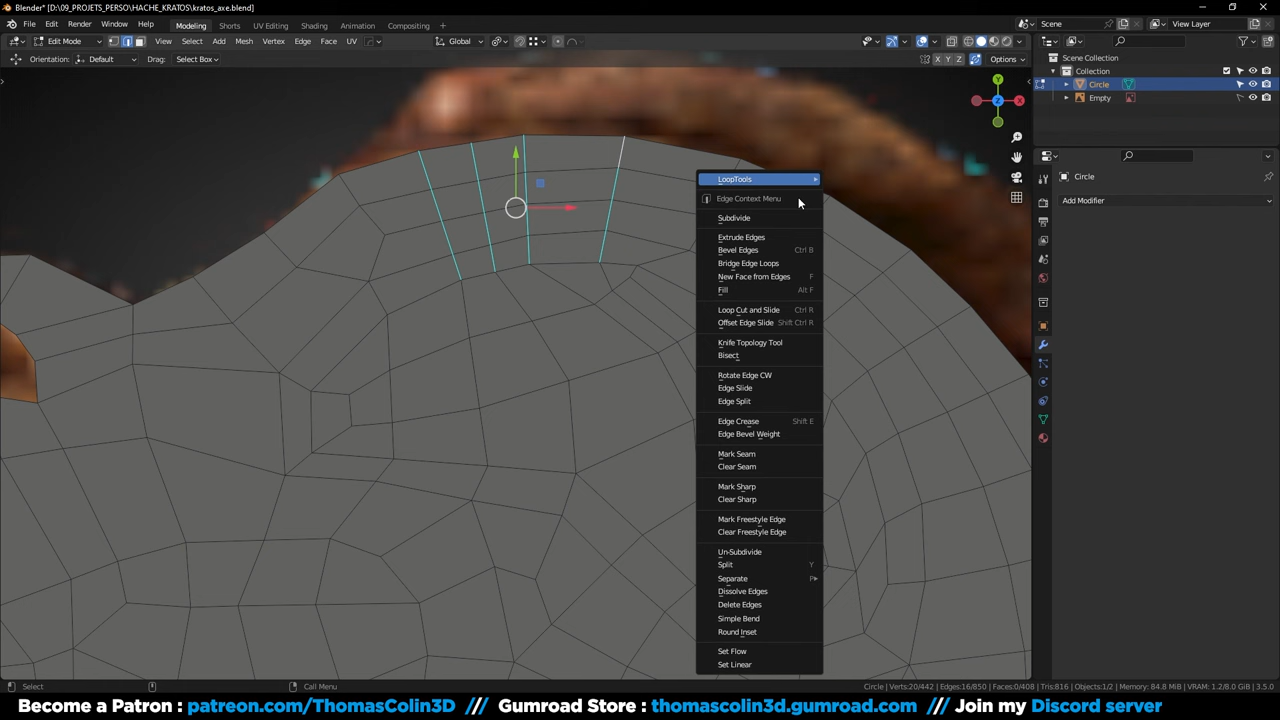 Blender* [D:\09_PROJETS_PERSO\HACHE_KRATOS\kratos_axe.blend]
File Edit Render Window Help Modeling Shorts UV Editing Shading Animation Compositing Scripting + Scene View Layer
Edit Mode View Select Add Mesh Vertex Edge Face UV Global
Orientation: Default Drag: Select Box X Y Z Options
Scene Collection
Collection
Circle
Empty
Y
Z X
Circle
Add Modifier
LoopTools
Edge Context Menu
Subdivide
Extrude Edges
Bevel Edges Ctrl B
Bridge Edge Loops
New Face from Edges F
Fill Alt F
Loop Cut and Slide Ctrl R
Offset Edge Slide Shift Ctrl R
Knife Topology Tool
Bisect
Rotate Edge CW
Edge Slide
Edge Split
Edge Crease Shift E
Edge Bevel Weight
Mark Seam
Clear Seam
Mark Sharp
Clear Sharp
Mark Freestyle Edge
Clear Freestyle Edge
Un-Subdivide
Split Y
Separate P
Dissolve Edges
Delete Edges
Simple Bend
Round Inset
Set Flow
Set Linear
Select Call Menu Circle | Verts:20/442 | Edges:16/850 | Faces:0/408 | Tris:816 | Objects:1/2 | Memory: 84.8 MiB | VRAM: 1.2/8.0 GiB | 3.5.0
Become a Patron : patreon.com/ThomasColin3D // Gumroad Store : thomascolin3d.gumroad.com // Join my Discord server